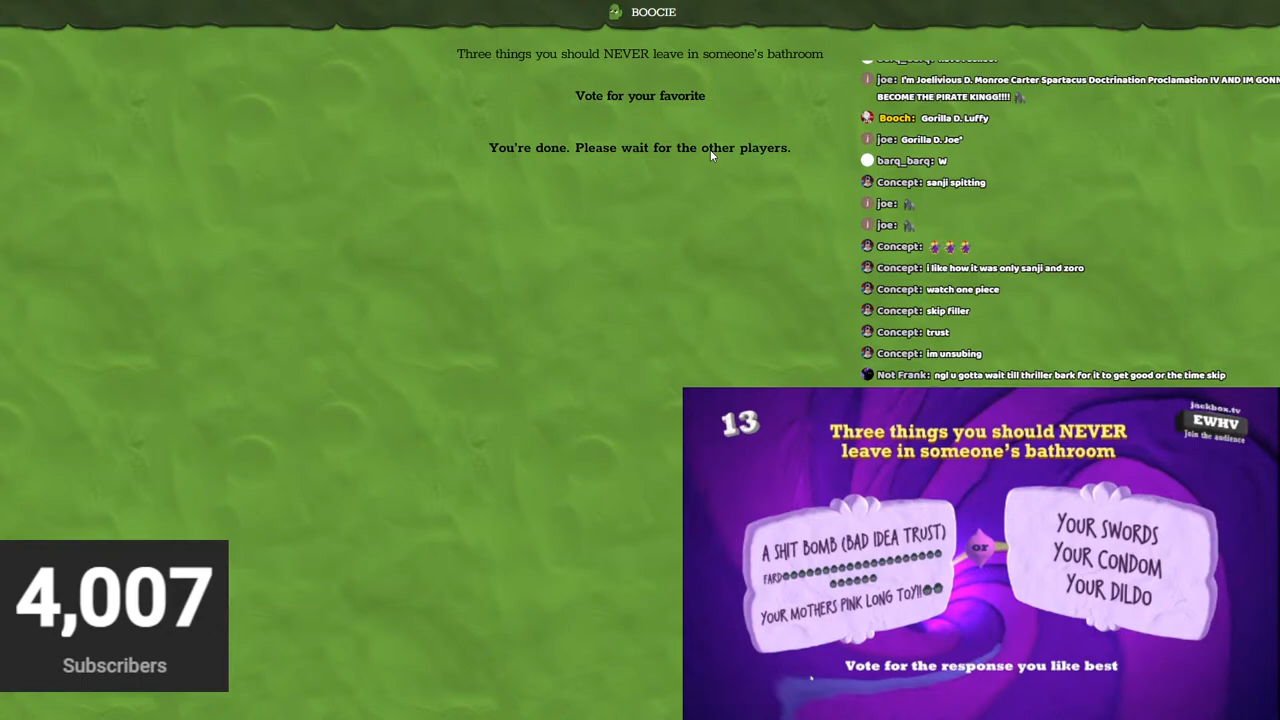 BOOCIE
Three things you should NEVER leave in someone's bathroom
Vote for your favorite
You're done. Please wait for the other players.
joe: I'm Joelivious D. Monroe Carter Spartacus Doctrination Proclamation IV AND IM GONN
BECOME THE PIRATE KINGG!!!!
Booch: Gorilla D. Luffy
joe: Gorilla D. Joe*
barq_barq: W
Concept: sanji spitting
joe:
joe:
Concept:
Concept: i like how it was only sanji and zoro
Concept: watch one piece
Concept: skip filler
Concept: trust
Concept: im unsubing
Not Frank: ngl u gotta wait till thriller bark for it to get good or the time skip
13
jackbox.tv
EWHV
Join the audience
Three things you should NEVER
leave in someone's bathroom
A SHIT BOMB (BAD IDEA TRUST)
FARD
YOUR MOTHERS PINK LONG TOY!!
or
YOUR SWORDS
YOUR CONDOM
YOUR DILDO
Vote for the response you like best
4,007
Subscribers